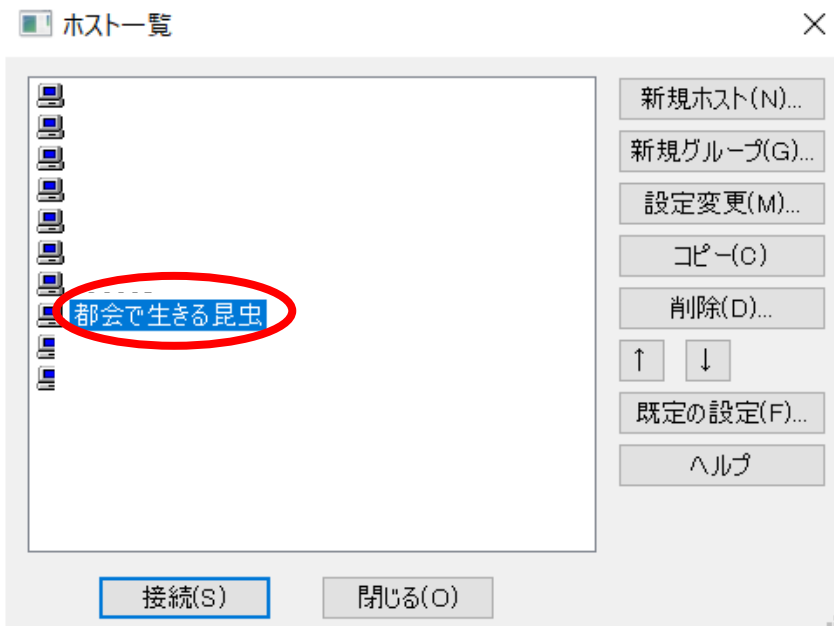 ホスト一覧
新規ホスト(N)...
新規グループ(G)...
設定変更(M)...
コピー(C)
都会で生きる昆虫
削除(D)...
↑ ↓
既定の設定(F)...
ヘルプ
接続(S) 閉じる(O)